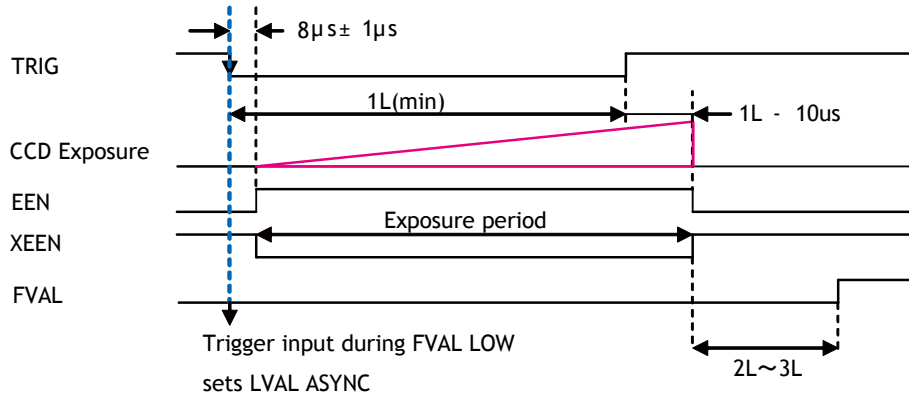 8µs± 1µs
TRIG
1L(min)
1L - 10us
CCD Exposure
EEN
Exposure period
XEEN
FVAL
Trigger input during FVAL LOW
sets LVAL ASYNC
2L～3L